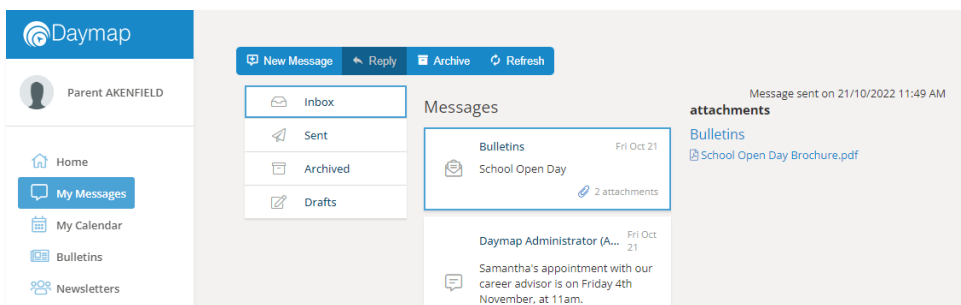 Daymap
Parent AKENFIELD
Home
My Messages
My Calendar
Bulletins
Newsletters
New Message Reply Archive Refresh
Inbox
Sent
Archived
Drafts
Messages
Bulletins Fri Oct 21
School Open Day
2 attachments
Daymap Administrator (A... Fri Oct
21
Samantha's appointment with our
career advisor is on Friday 4th
November, at 11am.
Message sent on 21/10/2022 11:49 AM
attachments
Bulletins
School Open Day Brochure.pdf